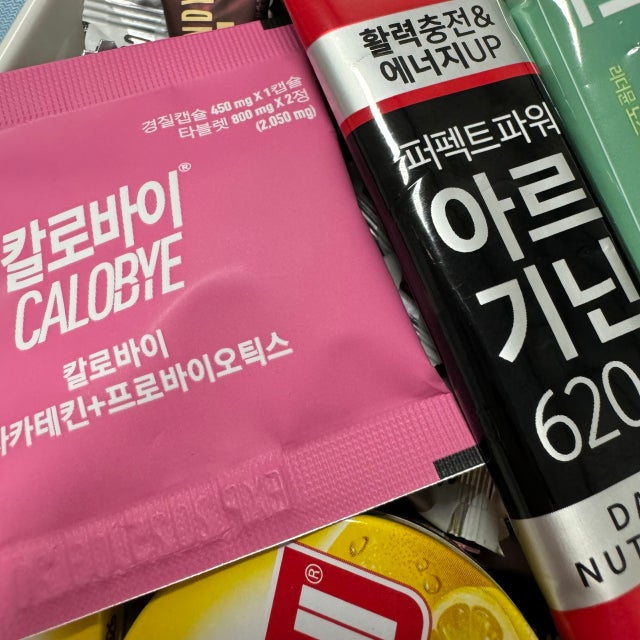 경질캡슐 450 mg X 1캡슐
타블렛 800 mg X 2정
(2,050 mg)
칼로바이®
CALOBYE
칼로바이
카테킨+프로바이오틱스
활력충전&
에너지UP
퍼펙트파워
아르
기닌
620
®